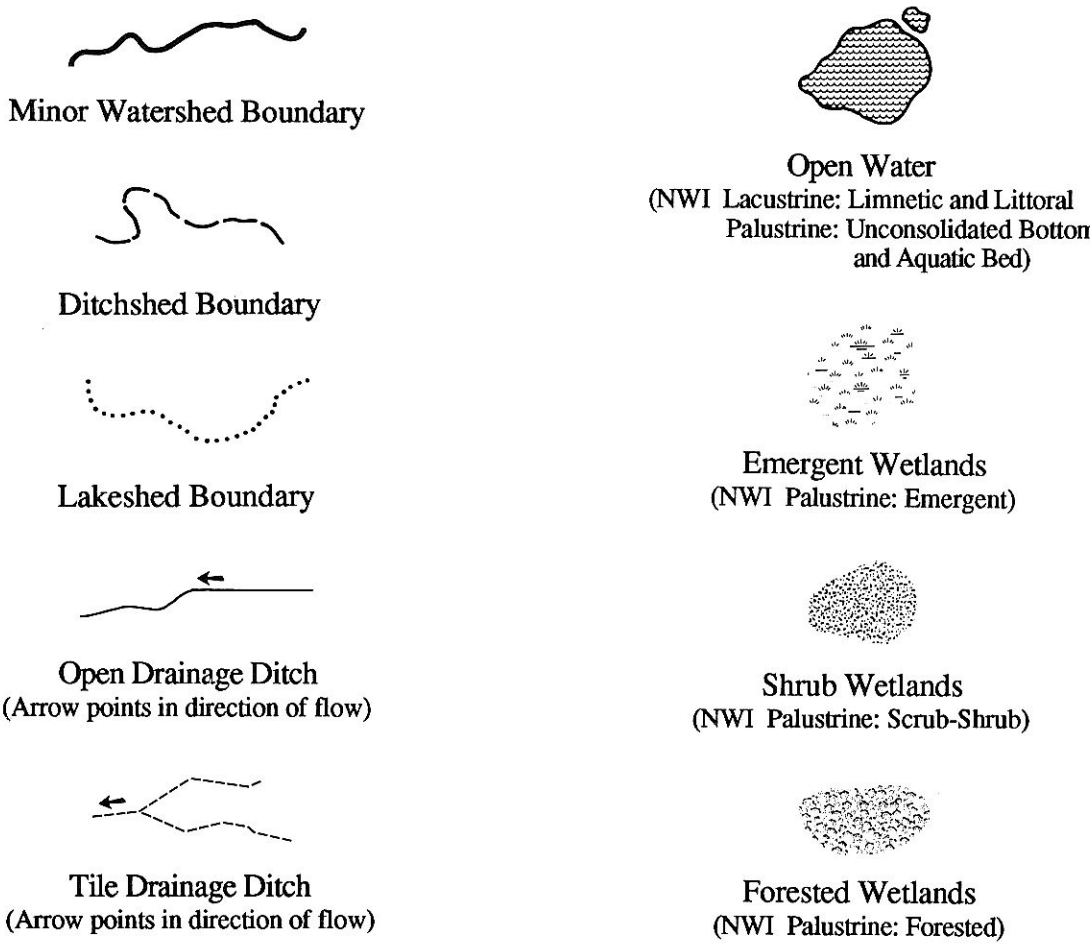 Minor Watershed Boundary
Ditchshed Boundary
Lakeshed Boundary
Open Drainage Ditch
(Arrow points in direction of flow)
Tile Drainage Ditch
(Arrow points in direction of flow)
Open Water
(NWI Lacustrine: Limnetic and Littoral
Palustrine: Unconsolidated Bottom
and Aquatic Bed)
Emergent Wetlands
(NWI Palustrine: Emergent)
Shrub Wetlands
(NWI Palustrine: Scrub-Shrub)
Forested Wetlands
(NWI Palustrine: Forested)